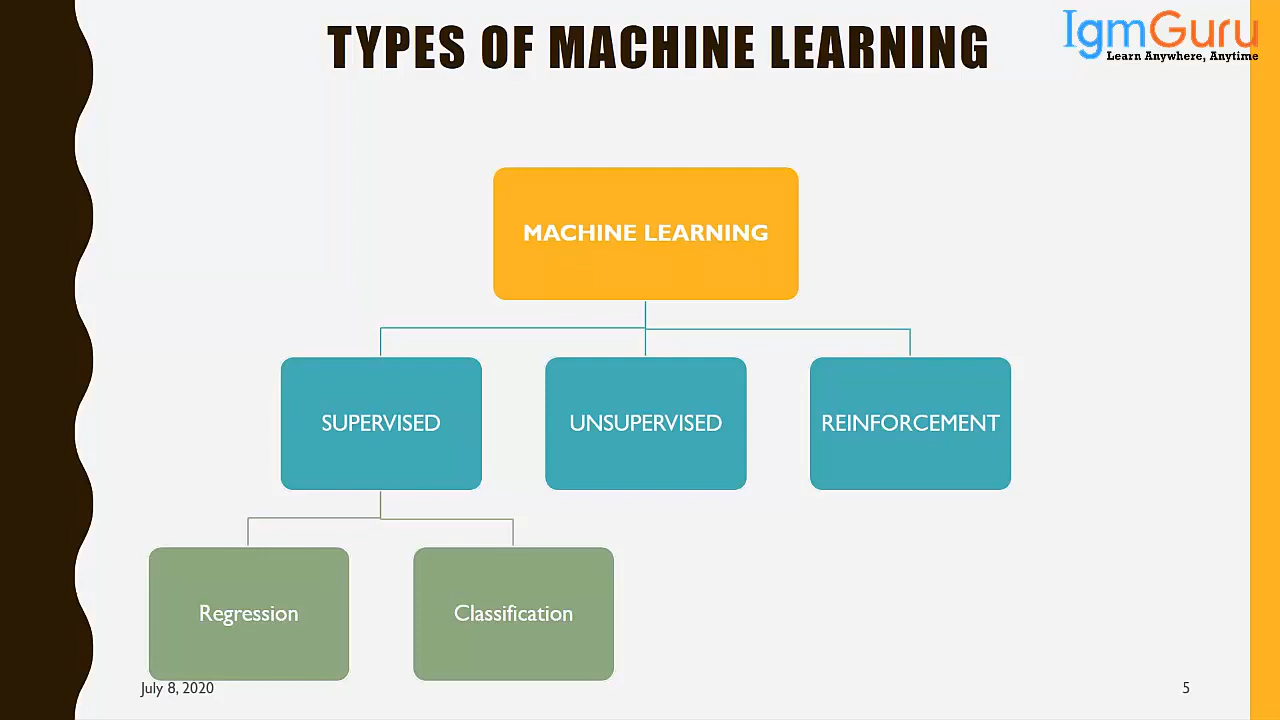 TYPES OF MACHINE LEARNING
IgmGuru
Learn Anywhere, Anytime
MACHINE LEARNING
SUPERVISED
UNSUPERVISED
REINFORCEMENT
Regression
Classification
July 8, 2020
5